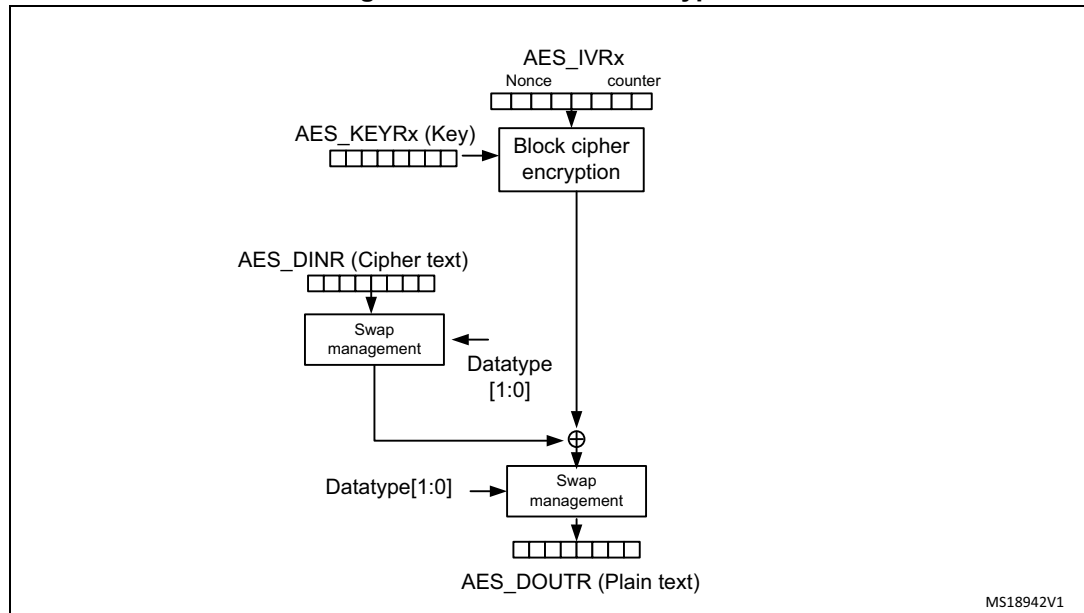 AES_IVRx
Nonce counter
AES_KEYRx (Key)
Block cipher
encryption
AES_DINR (Cipher text)
Swap
management
Datatype
[1:0]
Datatype[1:0]
Swap
management
AES_DOUTR (Plain text)
MS18942V1